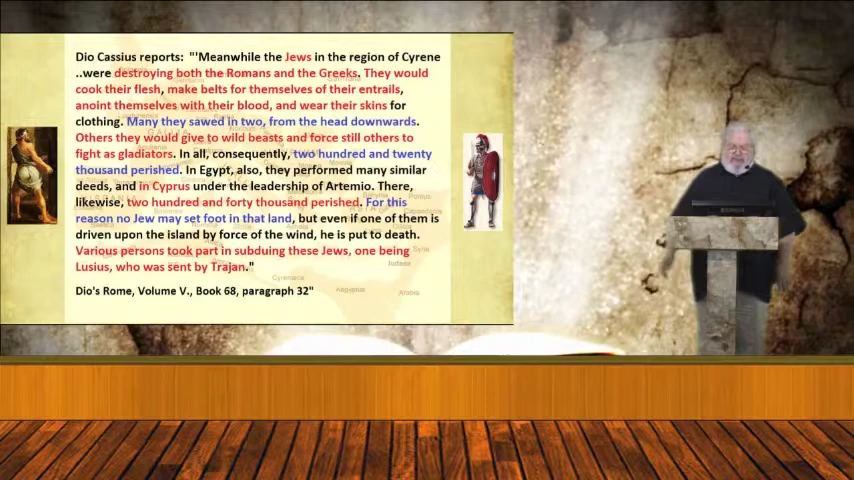 Dio Cassius reports: "'Meanwhile the Jews in the region of Cyrene
..were destroying both the Romans and the Greeks. They would
cook their flesh, make belts for themselves of their entrails,
anoint themselves with their blood, and wear their skins for
clothing. Many they sawed in two, from the head downwards.
Others they would give to wild beasts and force still others to
fight as gladiators. In all, consequently, two hundred and twenty
thousand perished. In Egypt, also, they performed many similar
deeds, and in Cyprus under the leadership of Artemio. There,
likewise, two hundred and forty thousand perished. For this
reason no Jew may set foot in that land, but even if one of them is
driven upon the island by force of the wind, he is put to death.
Various persons took part in subduing these Jews, one being
Lusius, who was sent by Trajan."
Dio's Rome, Volume V., Book 68, paragraph 32"
Pontus
Syria
Judaea
Cyrenaica
Aegyptus
Arabia